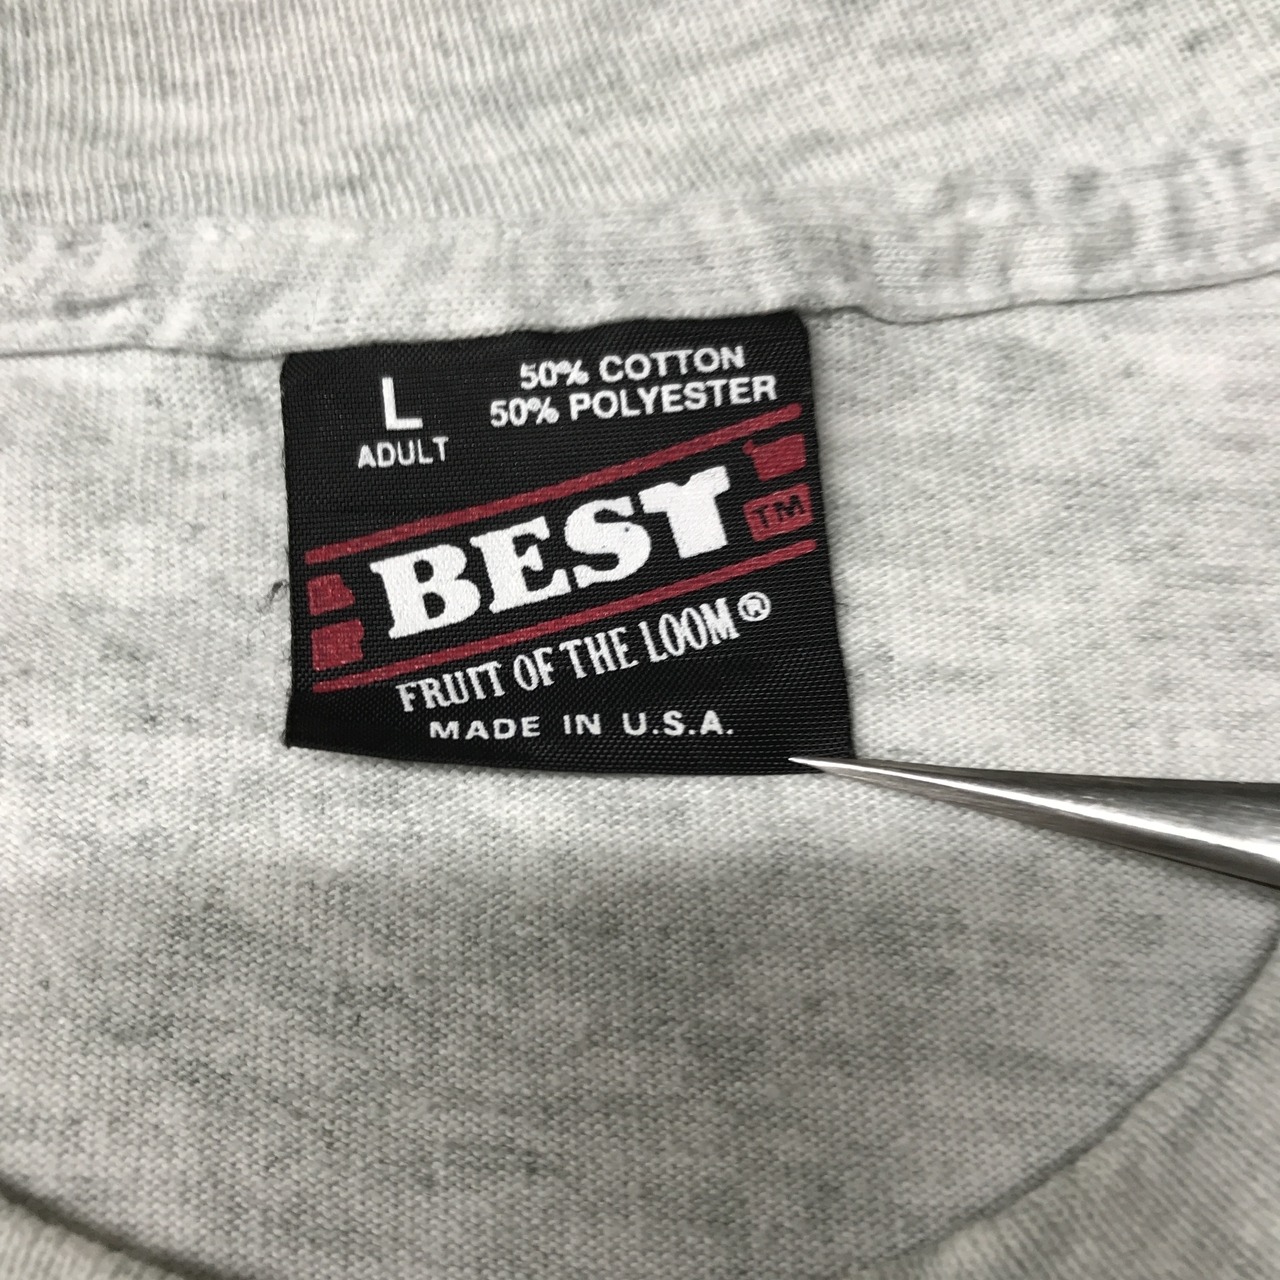 L
ADULT
50% COTTON
50% POLYESTER
BEST
TM
FRUIT OF THE LOOM®
MADE IN U.S.A.